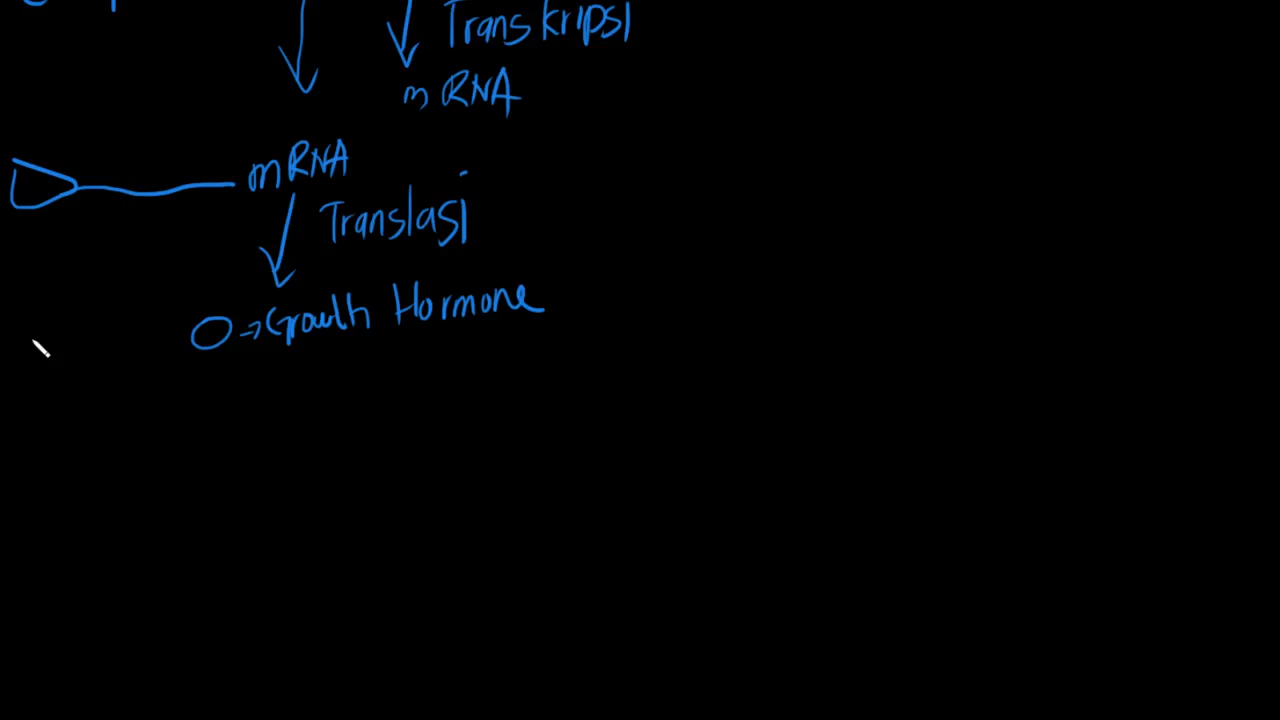 Transkripsi
mRNA
mRNA
Translasi
O => Growth Hormone